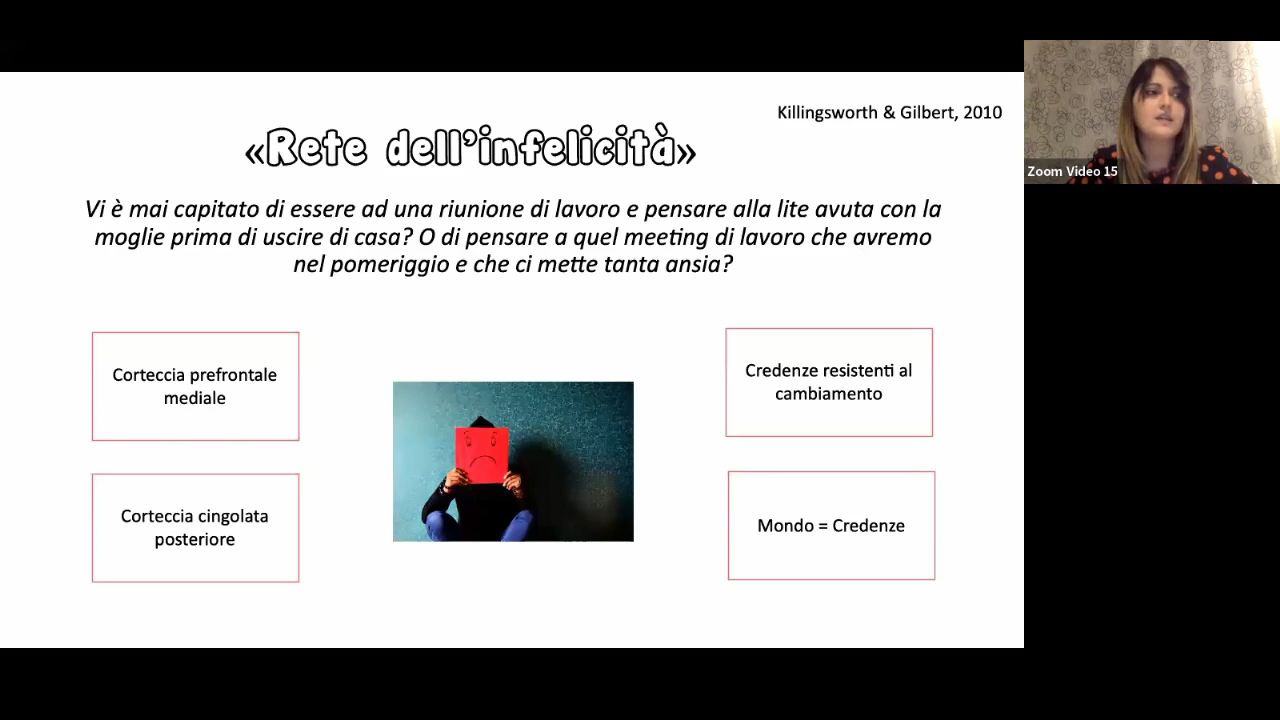 Killingsworth & Gilbert, 2010
«Rete dell'infelicità»
Vi è mai capitato di essere ad una riunione di lavoro e pensare alla lite avuta con la
moglie prima di uscire di casa? O di pensare a quel meeting di lavoro che avremo
nel pomeriggio e che ci mette tanta ansia?
Corteccia prefrontale
mediale
Credenze resistenti al
cambiamento
Corteccia cingolata
posteriore
Mondo = Credenze
Zoom Video 15